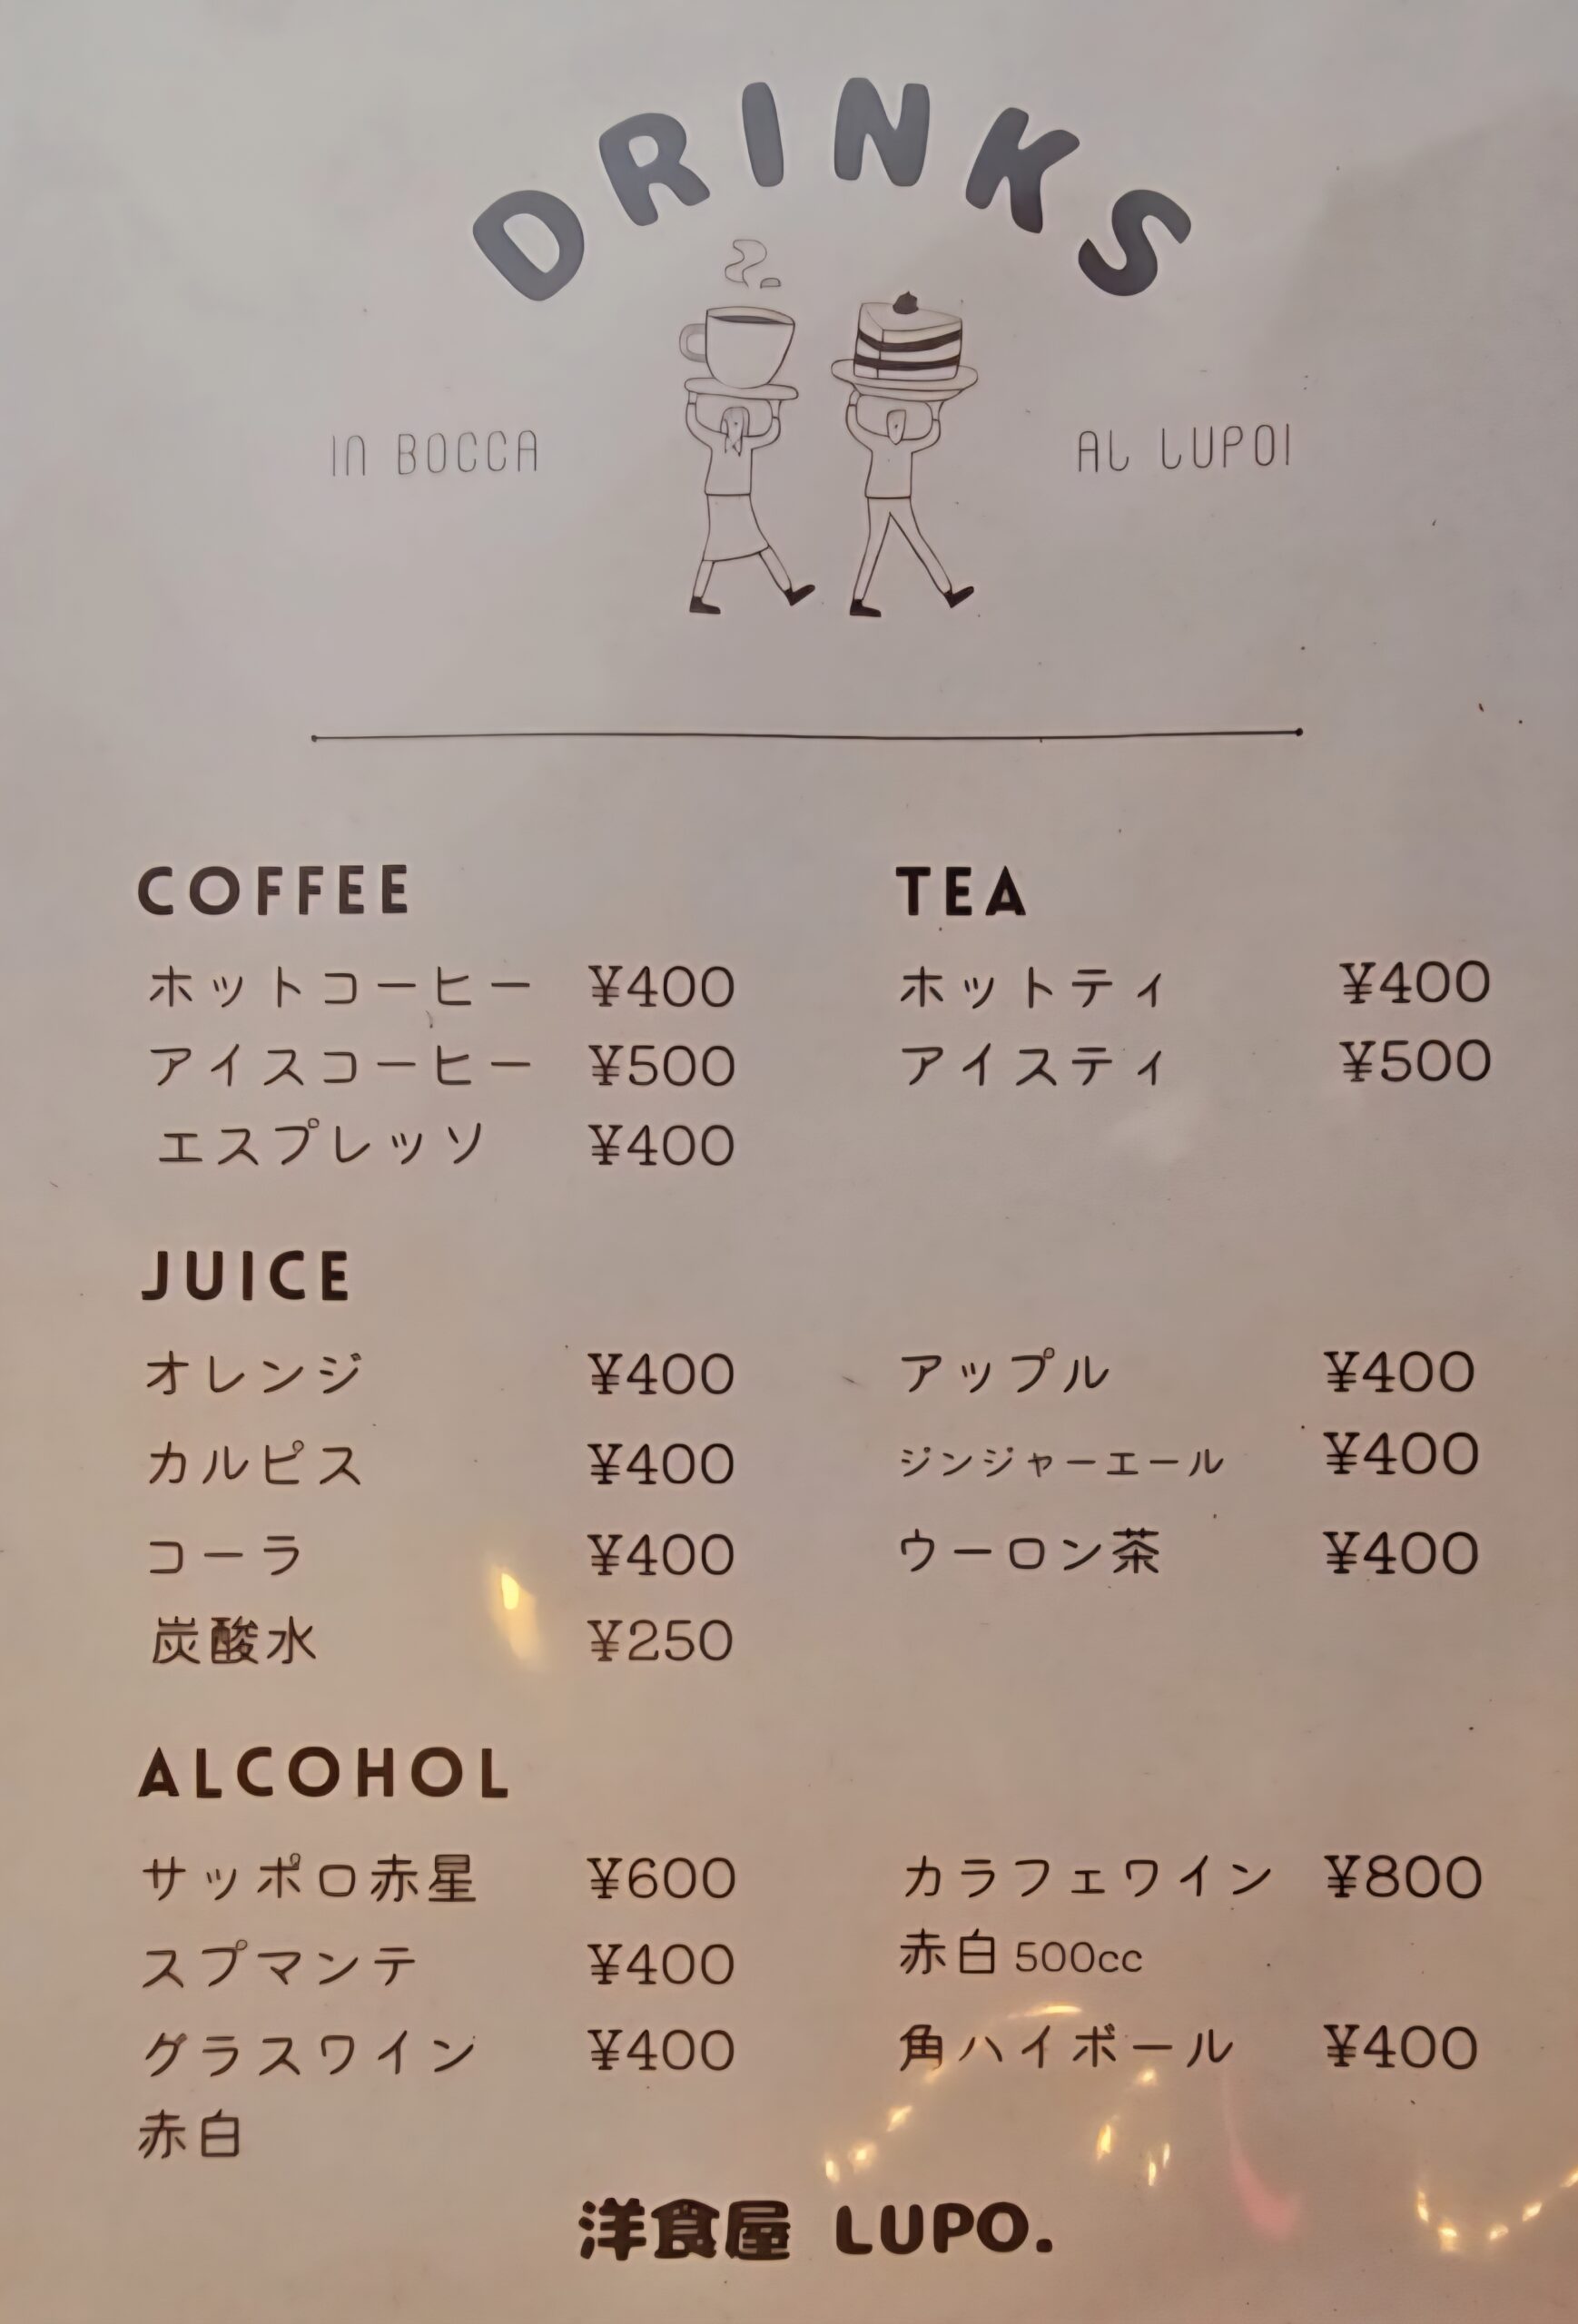 DRINKS
IN BOCCA
AL LUPO!
COFFEE
ホットコーヒー ¥400
アイスコーヒー ¥500
エスプレッソ ¥400
TEA
ホットティ ¥400
アイスティ ¥500
JUICE
オレンジ ¥400
カルピス ¥400
コーラ ¥400
炭酸水 ¥250
アップル ¥400
ジンジャーエール ¥400
ウーロン茶 ¥400
ALCOHOL
サッポロ赤星 ¥600
スプマンテ ¥400
グラスワイン ¥400
赤白
カラフェワイン ¥800
赤白 500cc
角ハイボール ¥400
洋食屋 LUPO.